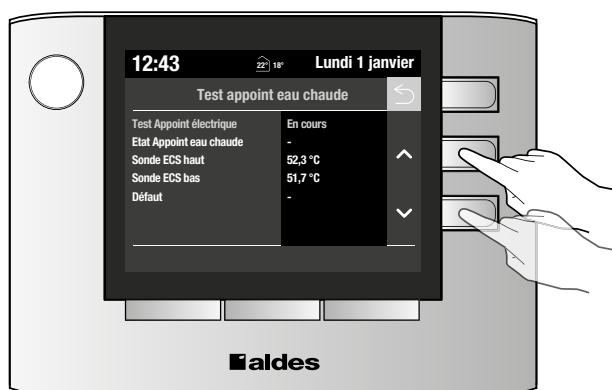 12:43 22° 18° Lundi 1 janvier
Test appoint eau chaude
Test Appoint électrique En cours
Etat Appoint eau chaude -
Sonde ECS haut 52,3 °C
Sonde ECS bas 51,7 °C
Défaut -
aldes